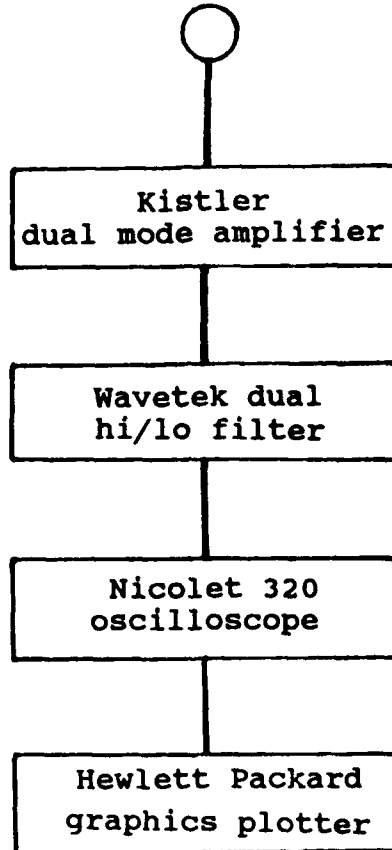 Kistler
dual mode amplifier
Wavetek dual
hi/lo filter
Nicolet 320
oscilloscope
Hewlett Packard
graphics plotter